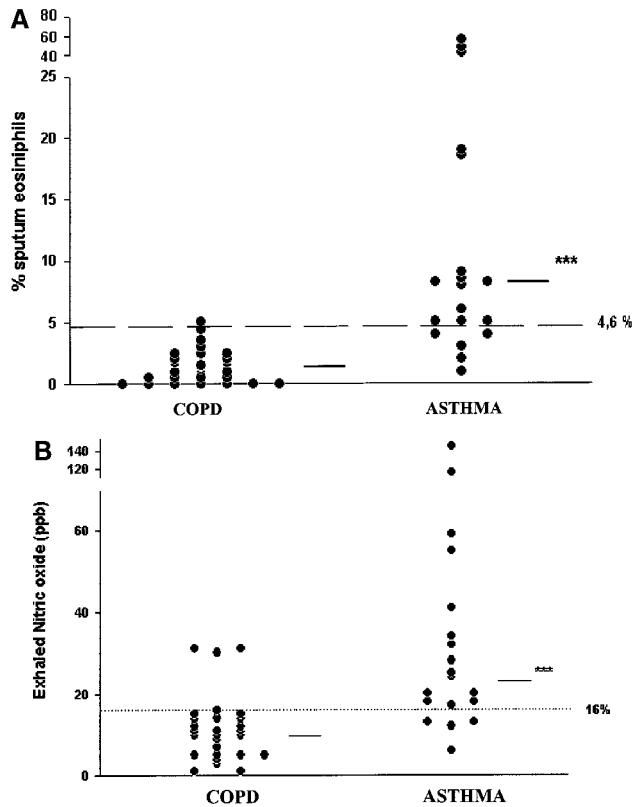 A
80
60
40
25
20
15
10
5
0
% sputum eosiniphils
***
4,6 %
COPD
ASTHMA
B
140
120
60
40
20
0
Exhaled Nitric oxide (ppb)
***
16%
COPD
ASTHMA